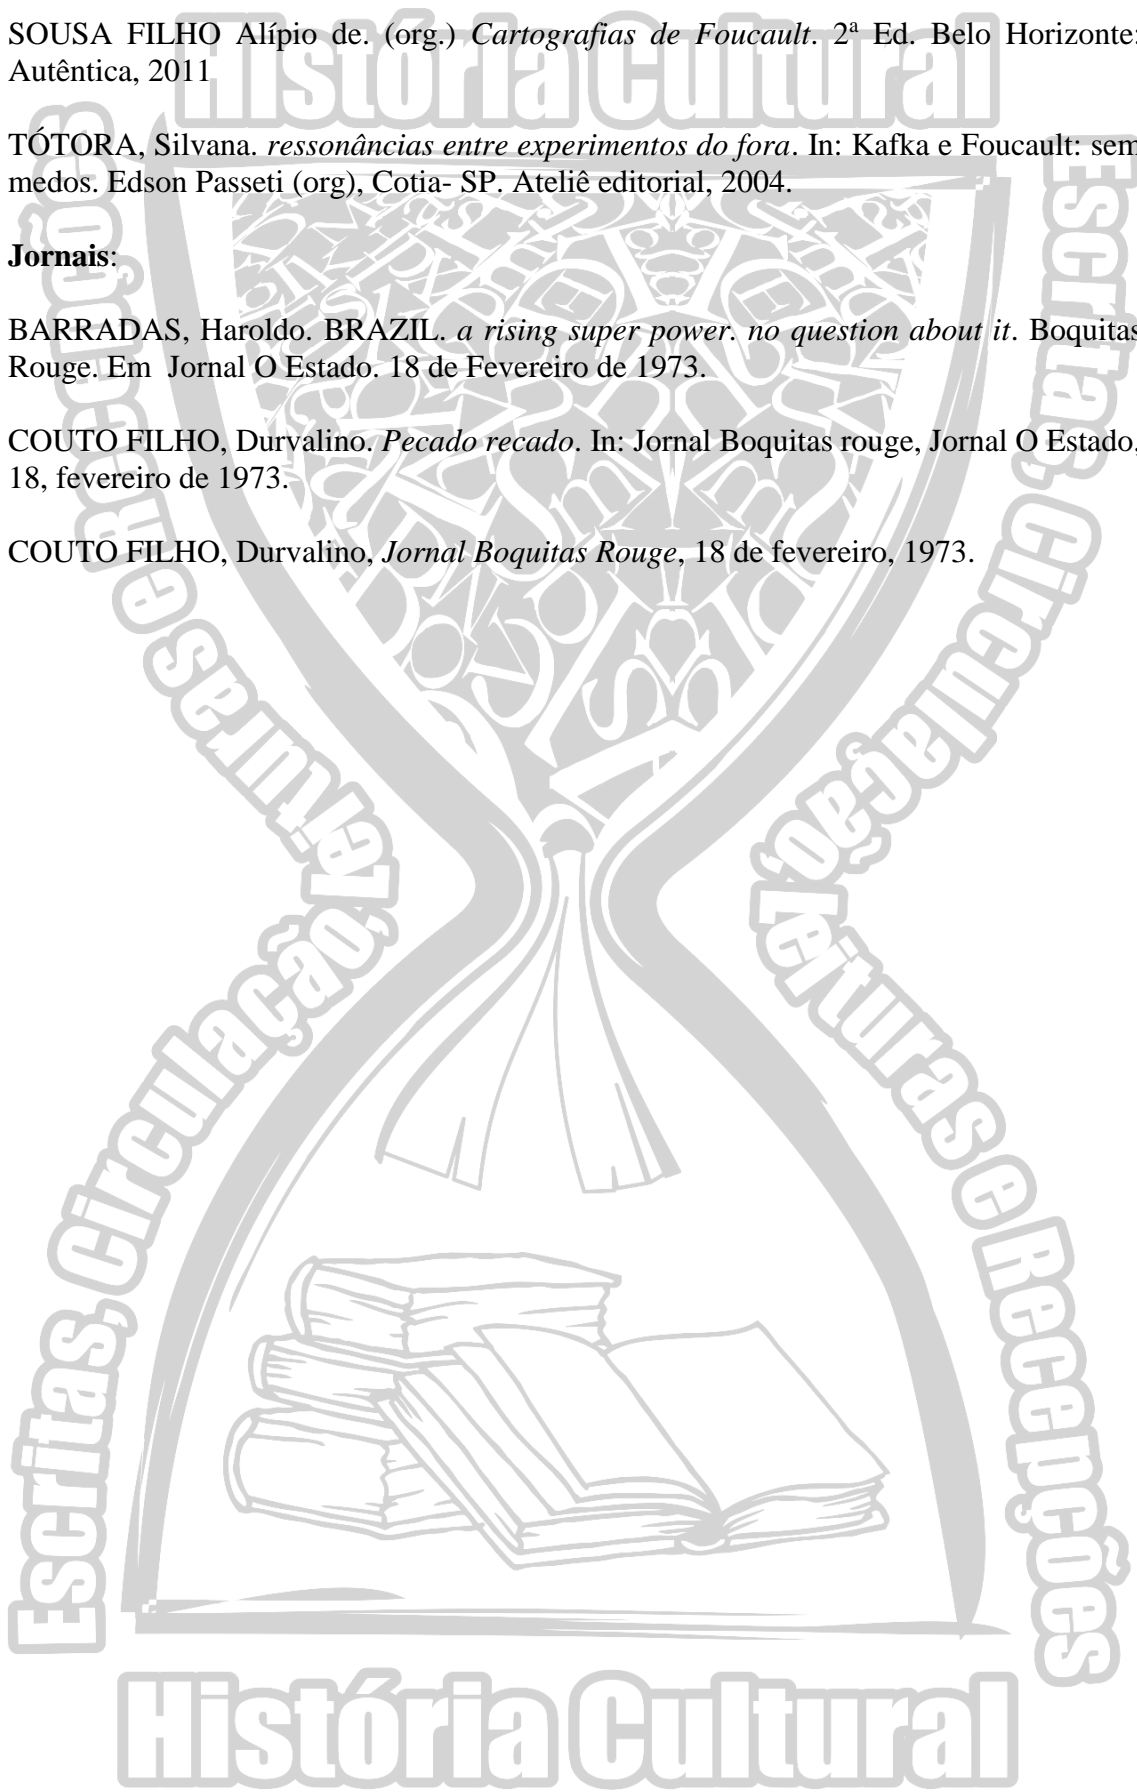 História Cultural
SOUSA FILHO Alípio de. (org.) Cartografias de Foucault. 2ª Ed. Belo Horizonte:
Autêntica, 2011
TÓTORA, Silvana. ressonâncias entre experimentos do fora. In: Kafka e Foucault: sem
medos. Edson Passeti (org), Cotia- SP. Ateliê editorial, 2004.
Jornais:
BARRADAS, Haroldo. BRAZIL. a rising super power. no question about it. Boquitas
Rouge. Em Jornal O Estado. 18 de Fevereiro de 1973.
COUTO FILHO, Durvalino. Pecado recado. In: Jornal Boquitas rouge, Jornal O Estado,
18, fevereiro de 1973.
COUTO FILHO, Durvalino, Jornal Boquitas Rouge, 18 de fevereiro, 1973.
Escritas, Circulação, Leituras e Recepções
Escritas, Circulação, Leituras e Recepções
História Cultural